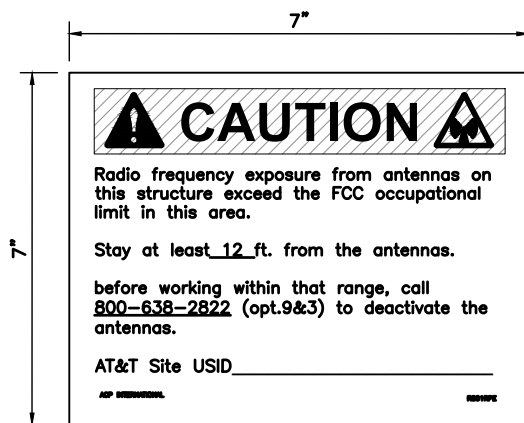 7"
7"
CAUTION
Radio frequency exposure from antennas on
this structure exceed the FCC occupational
limit in this area.
Stay at least 12 ft. from the antennas.
before working within that range, call
800-638-2822 (opt.9&3) to deactivate the
antennas.
AT&T Site USID
INTERNATIONAL